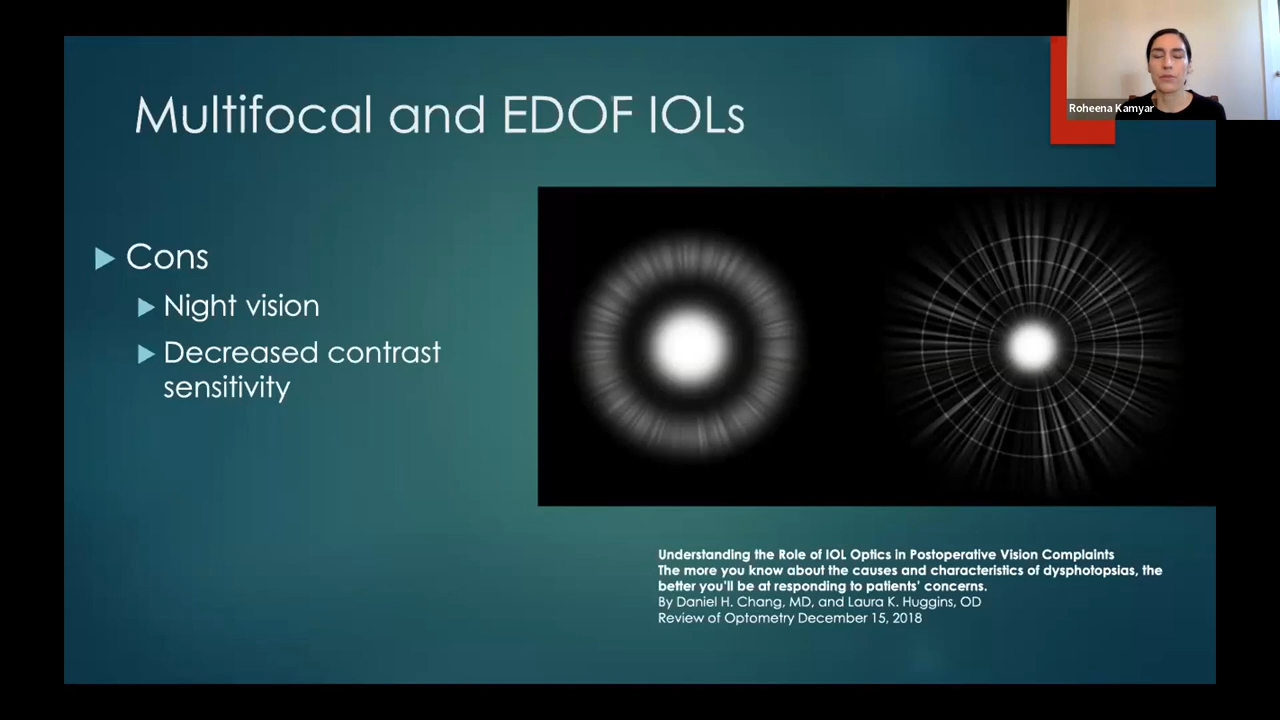 Multifocal and EDOF IOLs
Roheena Kamyar
Cons
Night vision
Decreased contrast
sensitivity
Understanding the Role of IOL Optics in Postoperative Vision Complaints
The more you know about the causes and characteristics of dysphotopsias, the
better you'll be at responding to patients' concerns.
By Daniel H. Chang, MD, and Laura K. Huggins, OD
Review of Optometry December 15, 2018